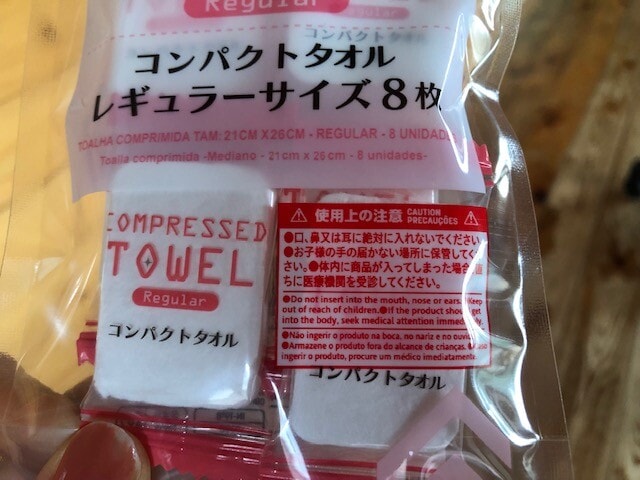 Regular
コンパクトタオル
コンパクトタオル
レギュラーサイズ8枚
TOALHA COMPRIMIDA TAM: 21CM X 26CM - REGULAR - 8 UNIDADES
Toalla comprimida -Mediano - 21cm x 26cm - 8 unidades-
COMPRESSED
TOWEL
Regular
コンパクトタオル
使用上の注意 CAUTION PRECAUÇÕES
●口、鼻又は耳に絶対に入れないでください。
●お子様の手の届かない場所に保管してくだ
さい。●体内に商品が入ってしまった場合、直
ちに医療機関を受診してください。
●Do not insert into the mouth, nose or ears. ●Keep
out of reach of children. ●If the product should get
into the body, seek medical attention immediately.
●Não ingerir o produto na boca, no nariz e no ouvido.
●Armazene o produto fora do alcance de crianças. ●Caso
ingerir o produto, procure um médico imediatamente.
コンパクトタオル